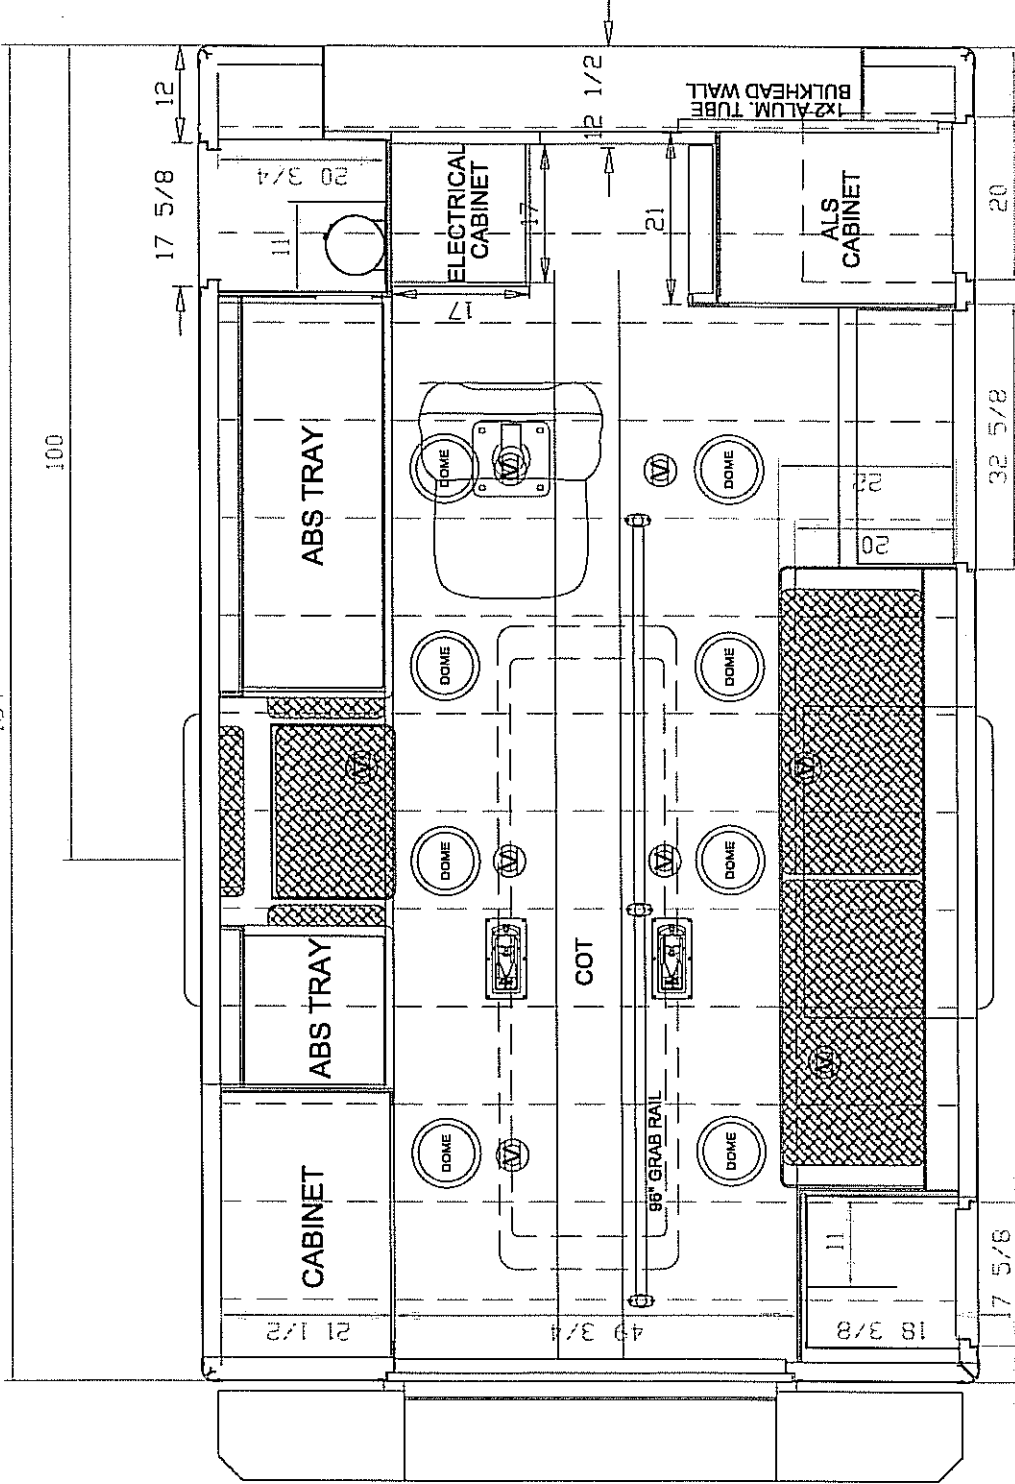 12
12 1/2
1x2 ALUM. TUBE
BULKHEAD WALL
17 5/8
20 3/4
11
ELECTRICAL
CABINET
17
17
21
ALS
CABINET
20
100
ABS TRAY
DOME
DOME
22
20
32 5/8
DOME
DOME
DOME
DOME
ABS TRAY
COT
96" GRAB RAIL
DOME
DOME
CABINET
21 1/2
49 3/4
11
18 3/8
17 5/8